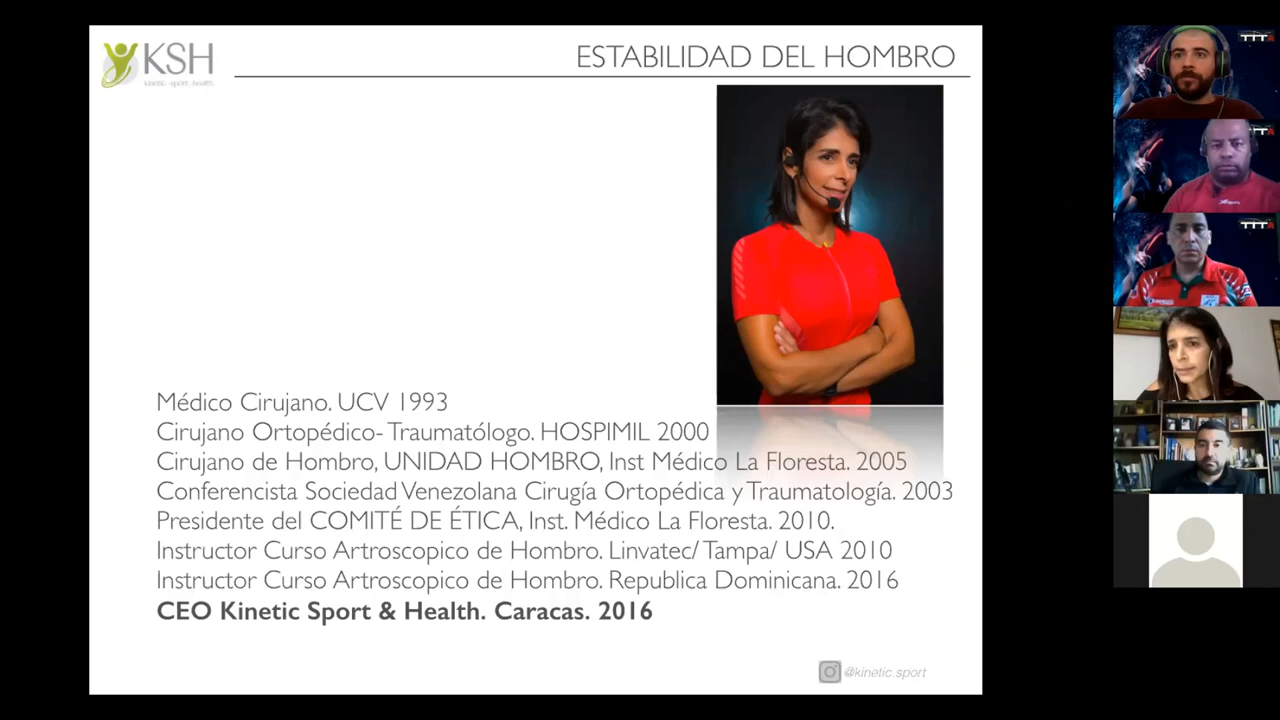 KSH
kinetic · sport · health.
ESTABILIDAD DEL HOMBRO
Médico Cirujano. UCV 1993
Cirujano Ortopédico- Traumatólogo. HOSPIMIL 2000
Cirujano de Hombro, UNIDAD HOMBRO, Inst Médico La Floresta. 2005
Conferencista Sociedad Venezolana Cirugía Ortopédica y Traumatología. 2003
Presidente del COMITÉ DE ÉTICA, Inst. Médico La Floresta. 2010.
Instructor Curso Artroscopico de Hombro. Linvatec/ Tampa/ USA 2010
Instructor Curso Artroscopico de Hombro. Republica Dominicana. 2016
CEO Kinetic Sport & Health. Caracas. 2016
@kinetic.sport